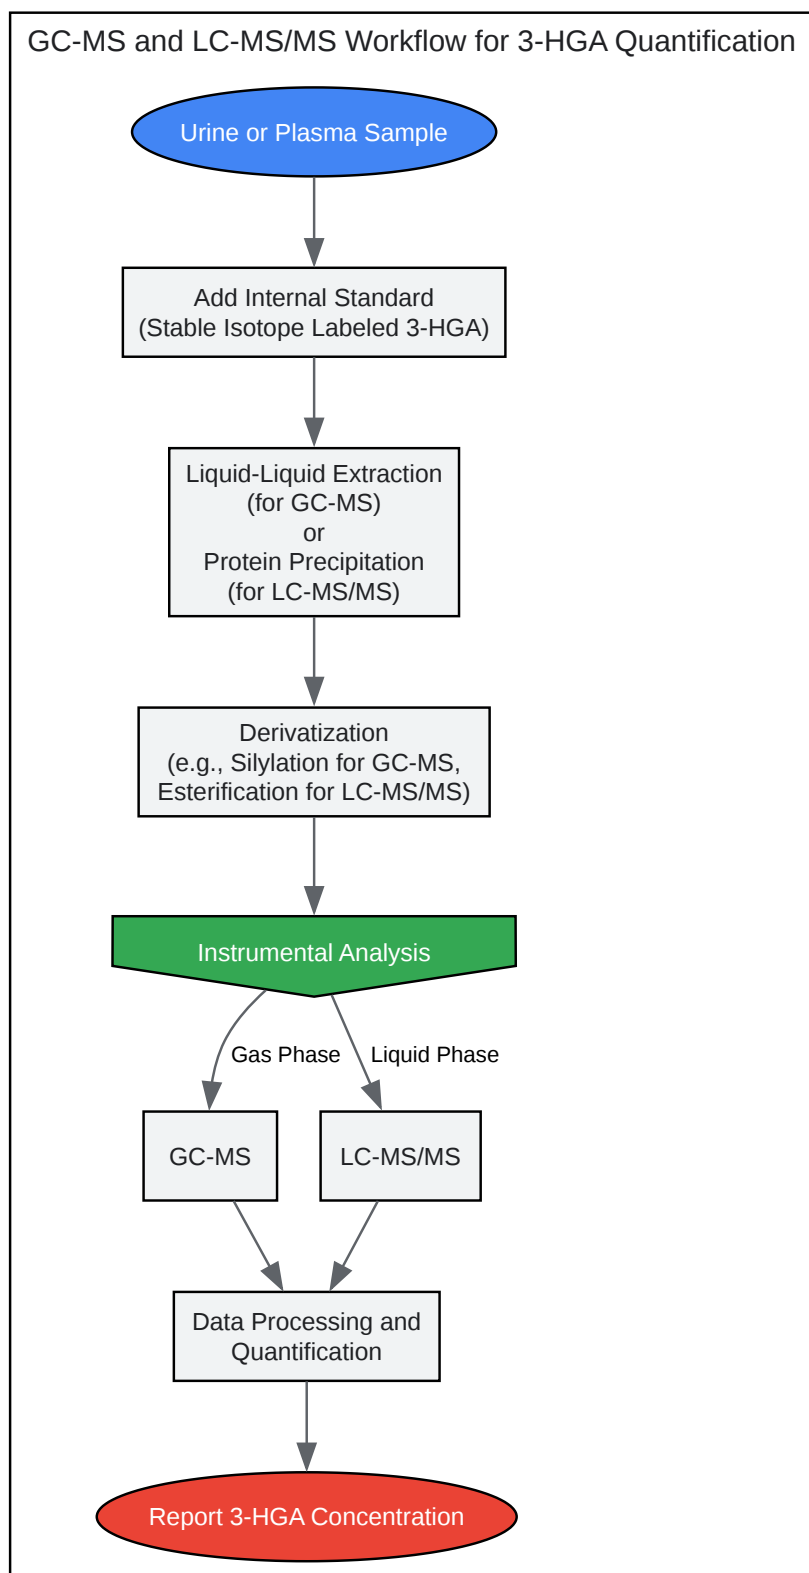 GC-MS and LC-MS/MS Workflow for 3-HGA Quantification
Urine or Plasma Sample
Add Internal Standard
(Stable Isotope Labeled 3-HGA)
Liquid-Liquid Extraction
(for GC-MS)
or
Protein Precipitation
(for LC-MS/MS)
Derivatization
(e.g., Silylation for GC-MS,
Esterification for LC-MS/MS)
Instrumental Analysis
Gas Phase
Liquid Phase
GC-MS
LC-MS/MS
Data Processing and
Quantification
Report 3-HGA Concentration